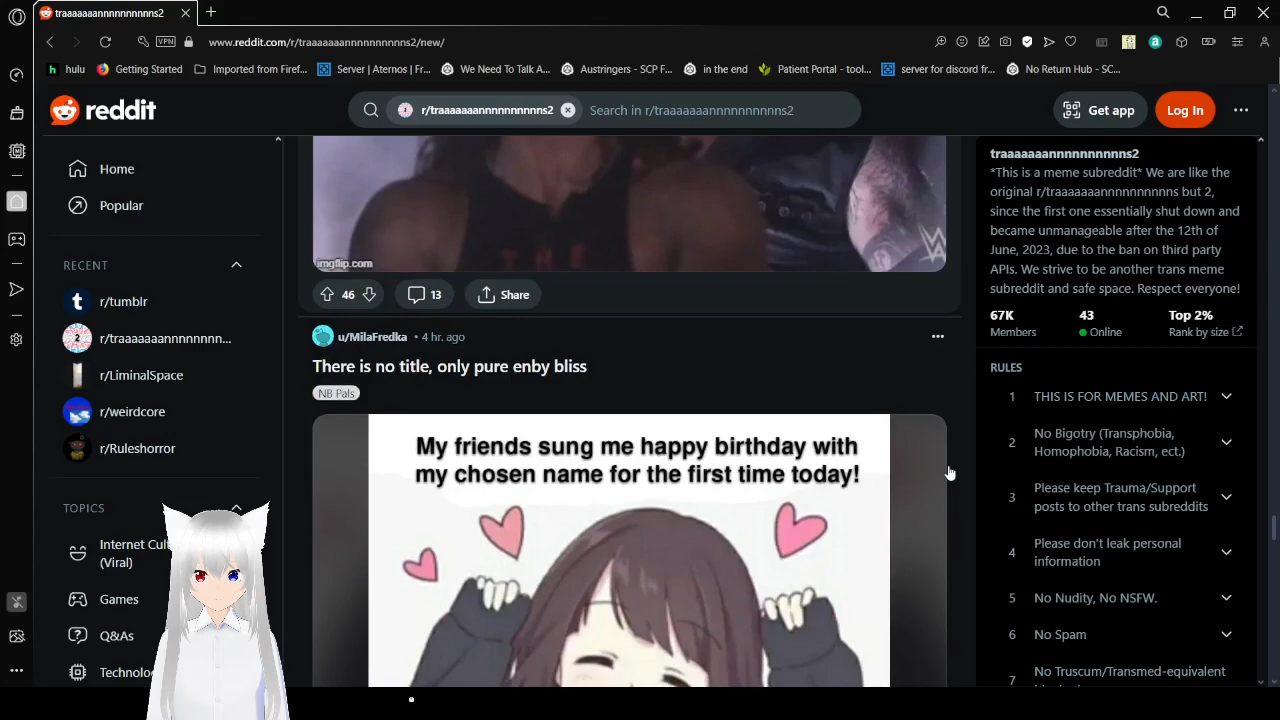 traaaaaaannnnnnnnnns2
VPN
www.reddit.com/r/traaaaaaannnnnnnnnns2/new/
hulu
Getting Started
Imported from Firef...
Server | Aternos | Fr...
We Need To Talk A...
Austringers - SCP F...
in the end
Patient Portal - tool...
server for discord fr...
No Return Hub - SC...
reddit
r/traaaaaaannnnnnnnnns2
Search in r/traaaaaaannnnnnnnnns2
Get app
Log In
Home
Popular
RECENT
r/tumblr
r/traaaaaaannnnnnn...
r/LiminalSpace
r/weirdcore
r/Ruleshorror
TOPICS
Internet Cul
(Viral)
Games
Q&As
Technolo
imgflip.com
46
13
Share
u/MilaFredka • 4 hr. ago
There is no title, only pure enby bliss
NB Pals
My friends sung me happy birthday with
my chosen name for the first time today!
traaaaaaannnnnnnnnns2
*This is a meme subreddit* We are like the
original r/traaaaaaannnnnnnnnns but 2,
since the first one essentially shut down and
became unmanageable after the 12th of
June, 2023, due to the ban on third party
APIs. We strive to be another trans meme
subreddit and safe space. Respect everyone!
67K
Members
43
Online
Top 2%
Rank by size
RULES
1 THIS IS FOR MEMES AND ART!
2 No Bigotry (Transphobia,
Homophobia, Racism, ect.)
3 Please keep Trauma/Support
posts to other trans subreddits
4 Please don't leak personal
information
5 No Nudity, No NSFW.
6 No Spam
7 No Truscum/Transmed-equivalent